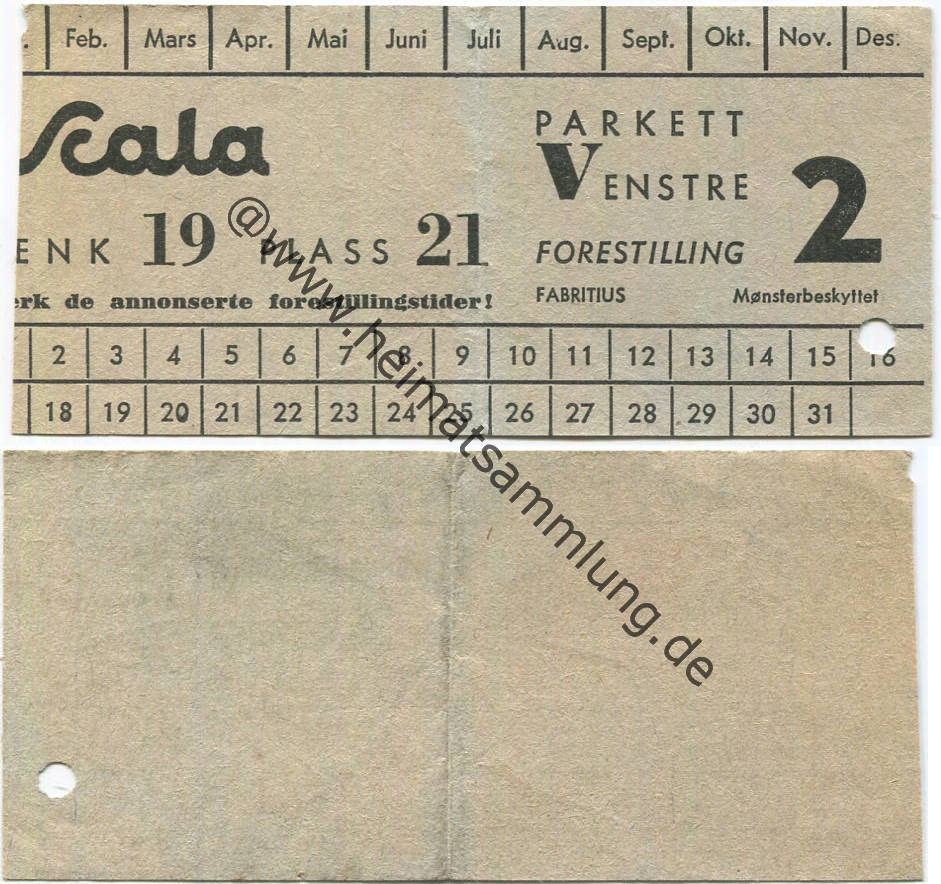 Feb. Mars Apr. Mai Juni Juli Aug. Sept. Okt. Nov. Des.
Scala
PARKETT
VENSTRE
2
ENK 19 PLASS 21
FORESTILLING
erk de annonserte forestillingstider!
FABRITIUS Mønsterbeskyttet
2 3 4 5 6 7 8 9 10 11 12 13 14 15 16
18 19 20 21 22 23 24 25 26 27 28 29 30 31
@www.heimatsammlung.de